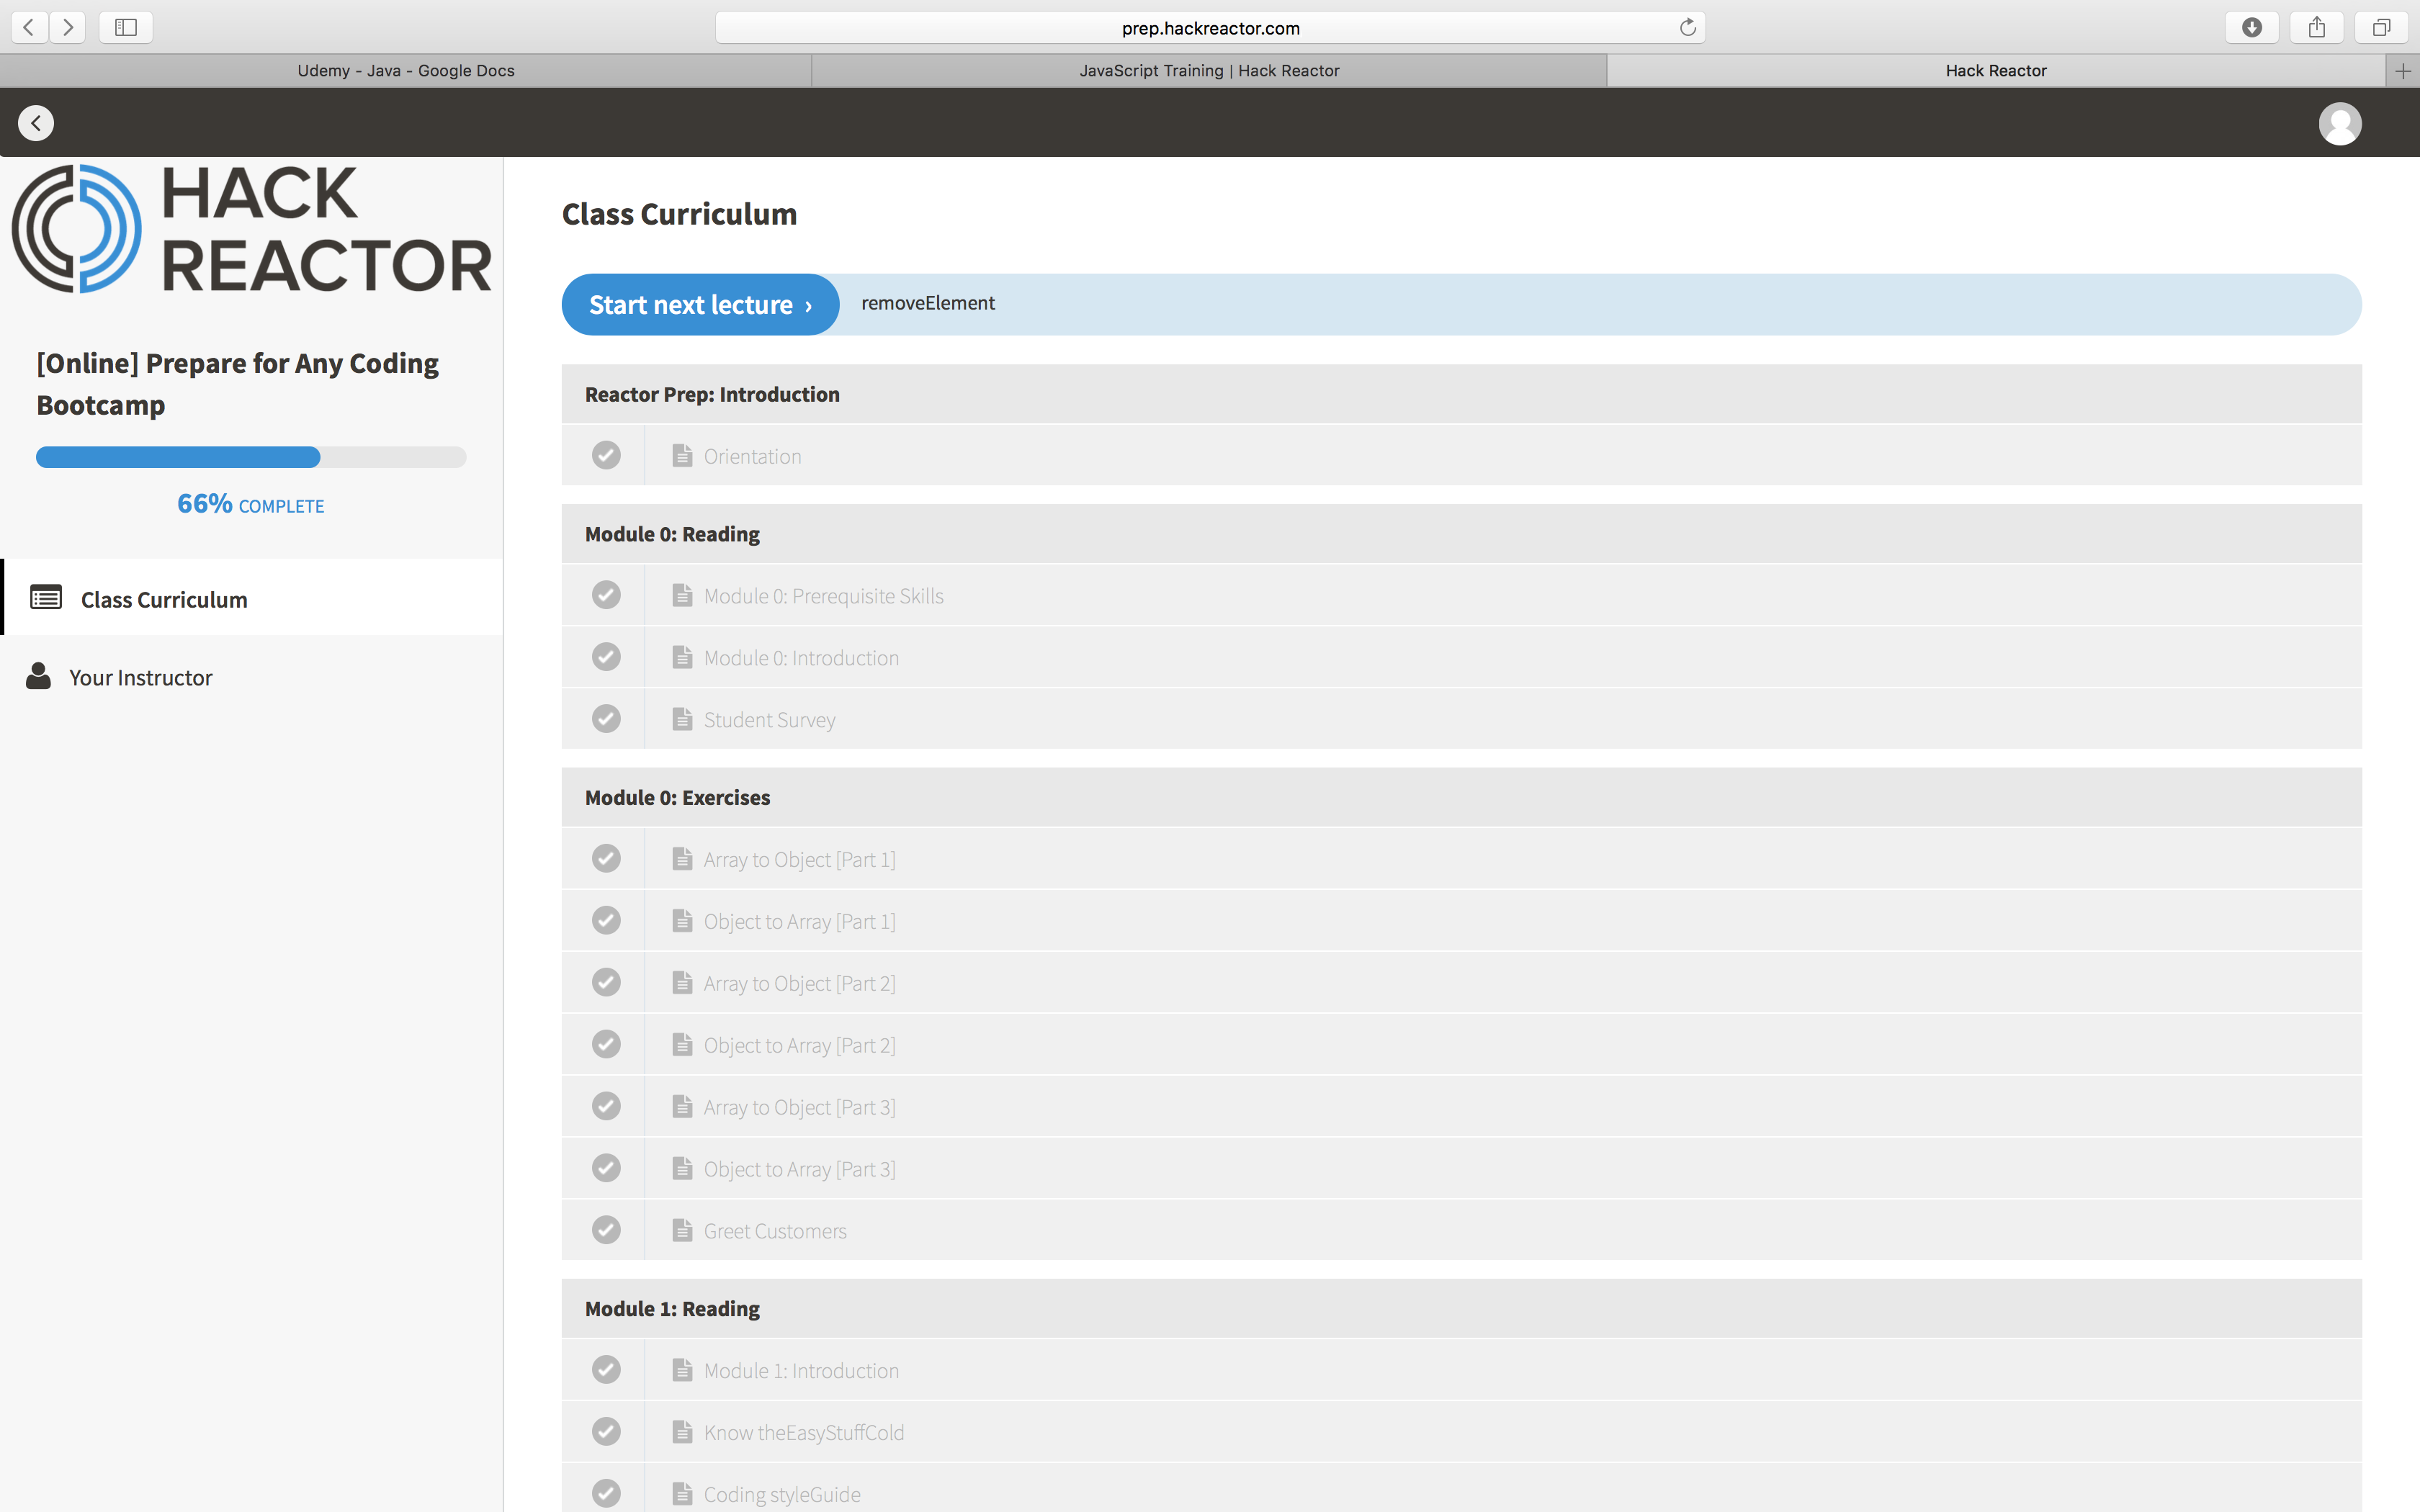 prep.hackreactor.com
Udemy - Java - Google Docs
JavaScript Training | Hack Reactor
Hack Reactor
HACK
REACTOR
[Online] Prepare for Any Coding
Bootcamp
66% COMPLETE
Class Curriculum
Your Instructor
Class Curriculum
Start next lecture ›
removeElement
Reactor Prep: Introduction
Orientation
Module 0: Reading
Module 0: Prerequisite Skills
Module 0: Introduction
Student Survey
Module 0: Exercises
Array to Object [Part 1]
Object to Array [Part 1]
Array to Object [Part 2]
Object to Array [Part 2]
Array to Object [Part 3]
Object to Array [Part 3]
Greet Customers
Module 1: Reading
Module 1: Introduction
Know theEasyStuffCold
Coding styleGuide